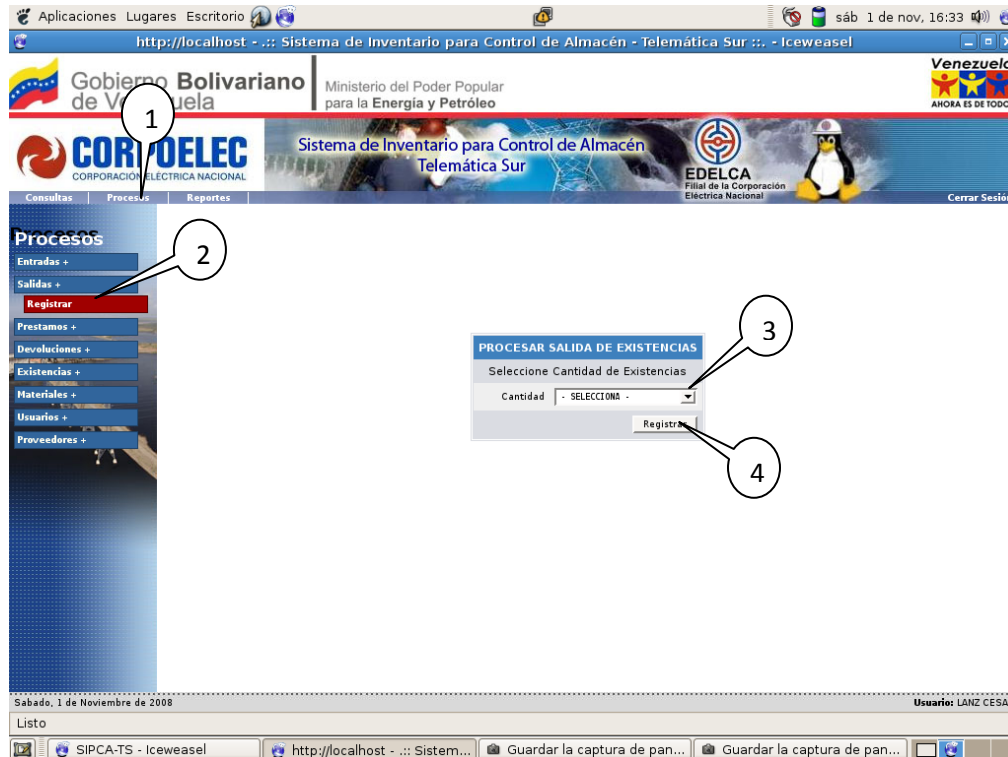 Aplicaciones Lugares Escritorio
sáb 1 de nov, 16:33
http://localhost - .:: Sistema de Inventario para Control de Almacén - Telemática Sur ::. - Iceweasel
Gobierno Bolivariano
de Venezuela
Ministerio del Poder Popular
para la Energía y Petróleo
Venezuela
AHORA ES DE TODOS
1
CORPOELEC
CORPORACIÓN ELÉCTRICA NACIONAL
Sistema de Inventario para Control de Almacén
Telemática Sur
EDELCA
Filial de la Corporación
Eléctrica Nacional
Consultas Procesos Reportes Cerrar Sesión
Procesos
2
Entradas +
Salidas +
Registrar
Prestamos +
Devoluciones +
Existencias +
Materiales +
Usuarios +
Proveedores +
3
PROCESAR SALIDA DE EXISTENCIAS
Seleccione Cantidad de Existencias
Cantidad - SELECCIONA -
Registrar
4
Sabado, 1 de Noviembre de 2008
Usuario: LANZ CESA
Listo
SIPCA-TS - Iceweasel
http://localhost - .:: Sistem...
Guardar la captura de pan...
Guardar la captura de pan...